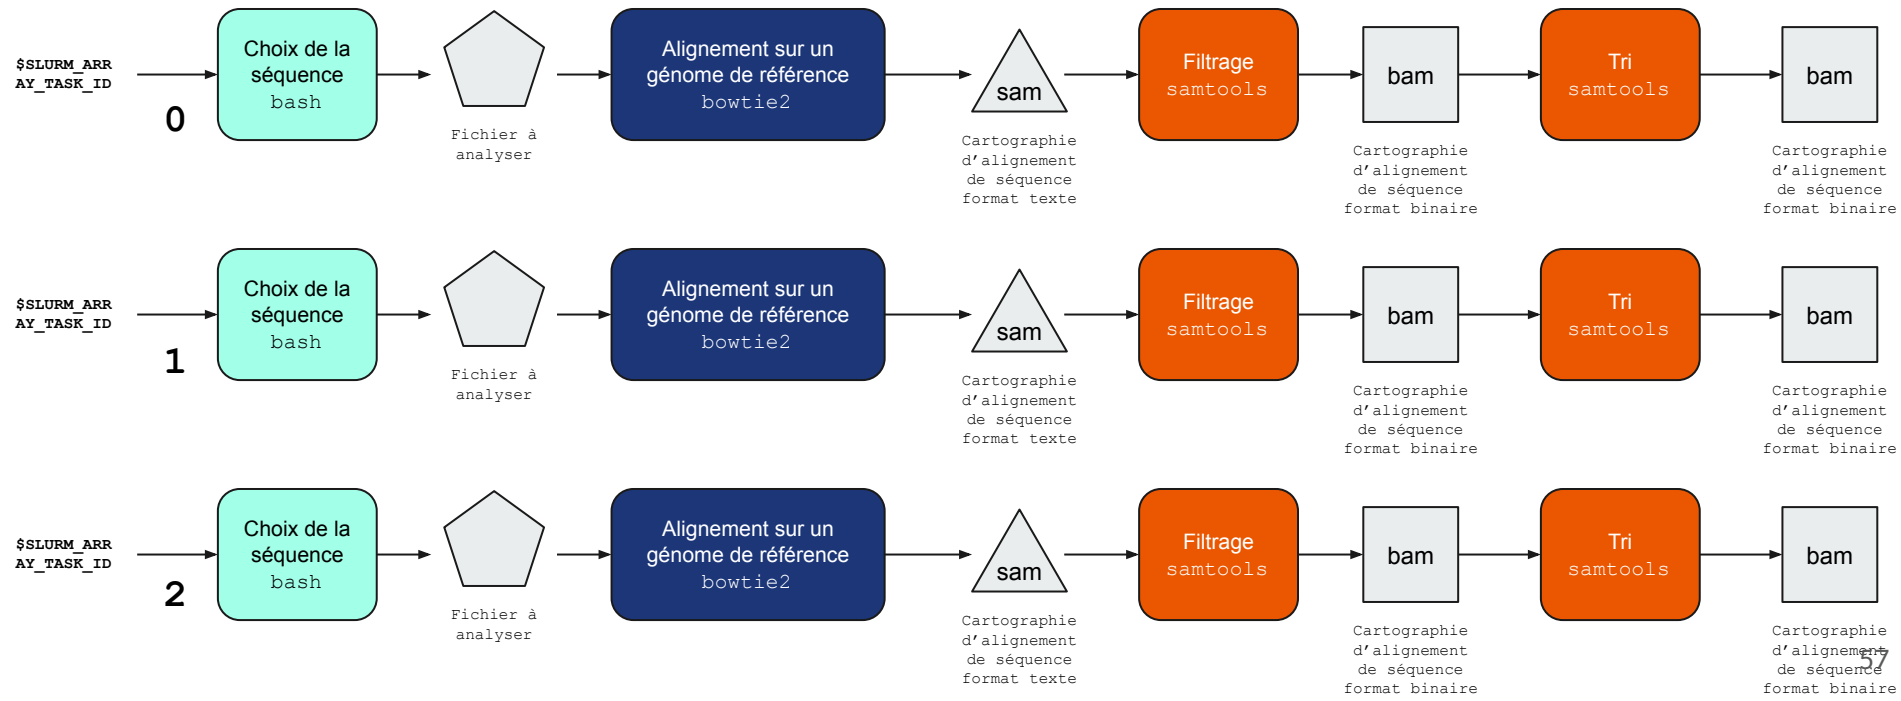 $SLURM_ARR
AY_TASK_ID
0
Choix de la
séquence
bash
Fichier à
analyser
Alignement sur un
génome de référence
bowtie2
sam
Cartographie
d’alignement
de séquence
format texte
Filtrage
samtools
bam
Cartographie
d’alignement
de séquence
format binaire
Tri
samtools
bam
Cartographie
d’alignement
de séquence
format binaire
$SLURM_ARR
AY_TASK_ID
1
Choix de la
séquence
bash
Fichier à
analyser
Alignement sur un
génome de référence
bowtie2
sam
Cartographie
d’alignement
de séquence
format texte
Filtrage
samtools
bam
Cartographie
d’alignement
de séquence
format binaire
Tri
samtools
bam
Cartographie
d’alignement
de séquence
format binaire
$SLURM_ARR
AY_TASK_ID
2
Choix de la
séquence
bash
Fichier à
analyser
Alignement sur un
génome de référence
bowtie2
sam
Cartographie
d’alignement
de séquence
format texte
Filtrage
samtools
bam
Cartographie
d’alignement
de séquence
format binaire
Tri
samtools
bam
Cartographie
d’alignement
de séquence
format binaire
57